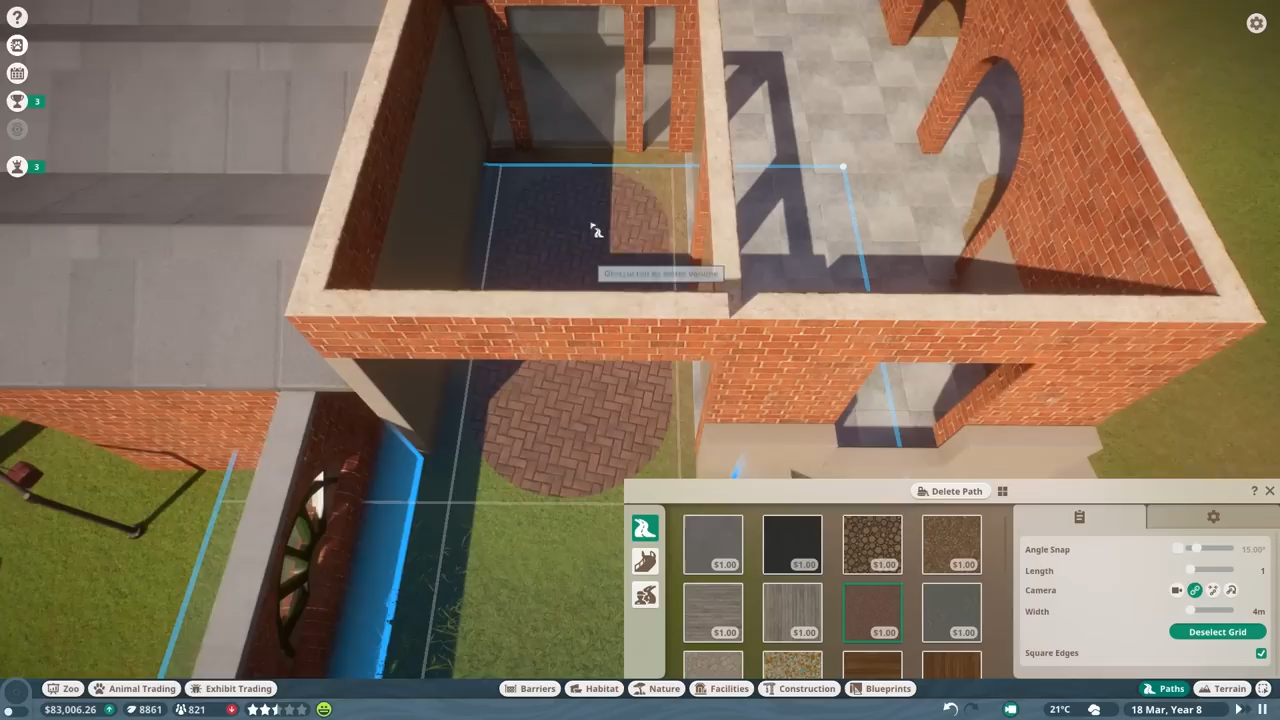 ?
3
3
Delete Path
? ×
$1.00 $1.00 $1.00 $1.00
$1.00 $1.00 $1.00 $1.00
Angle Snap 15.00°
Length 1
Camera
Width 4m
Deselect Grid
Square Edges
Zoo Animal Trading Exhibit Trading Barriers Habitat Nature Facilities Construction Blueprints Paths Terrain
$83,006.26 8861 821 21°C 18 Mar, Year 8